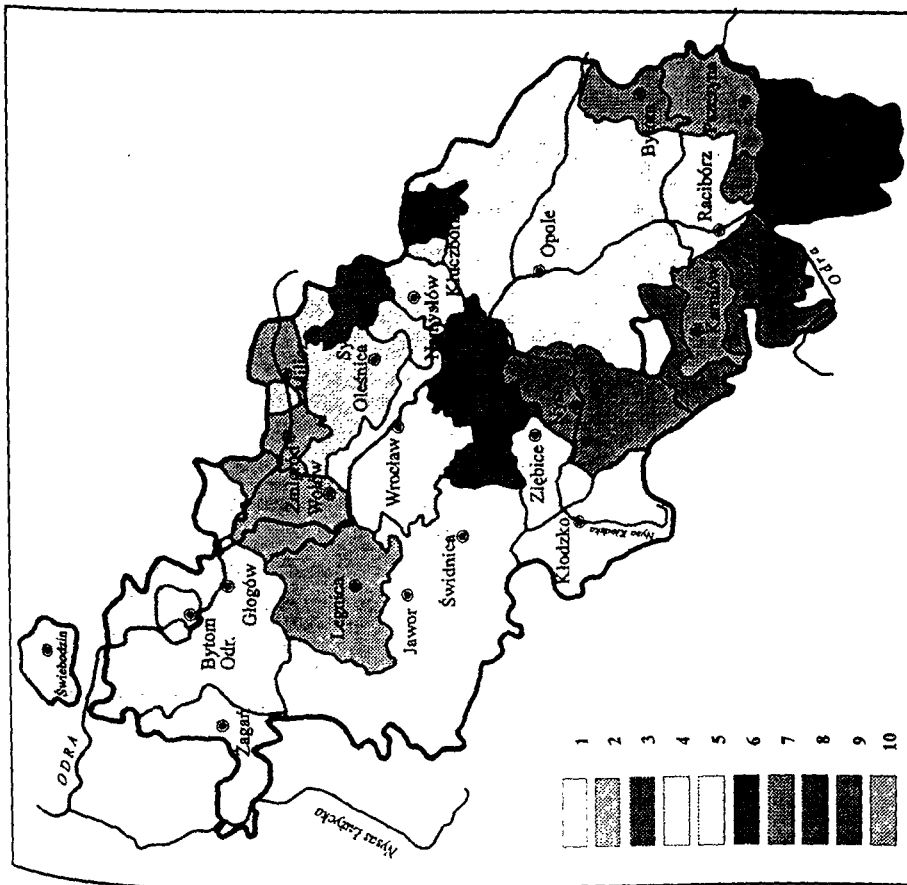 Świebodzin
ODRA
Bytom
Odr.
Głogów
Żagań
Nysa Łużycka
Żmigród
Wołów
Legnica
Jawor
Świdnica
Wrocław
Oleśnica
Kłodzko
Ziębice
Nysa Kłodzka
Opole
Racibórz
Odra
1
2
3
4
5
6
7
8
9
10